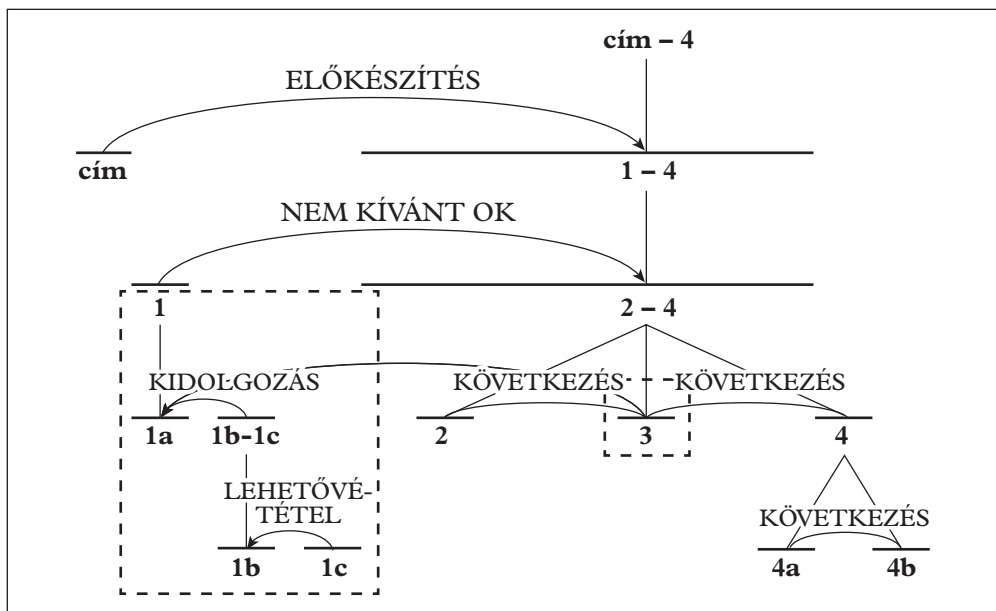 cím – 4
ELŐKÉSZÍTÉS
cím
1 – 4
NEM KÍVÁNT OK
1
2 – 4
KIDOLGOZÁS
KÖVETKEZÉS
KÖVETKEZÉS
1a
1b-1c
2
3
4
LEHETŐVÉ-
TÉTEL
KÖVETKEZÉS
1b
1c
4a
4b